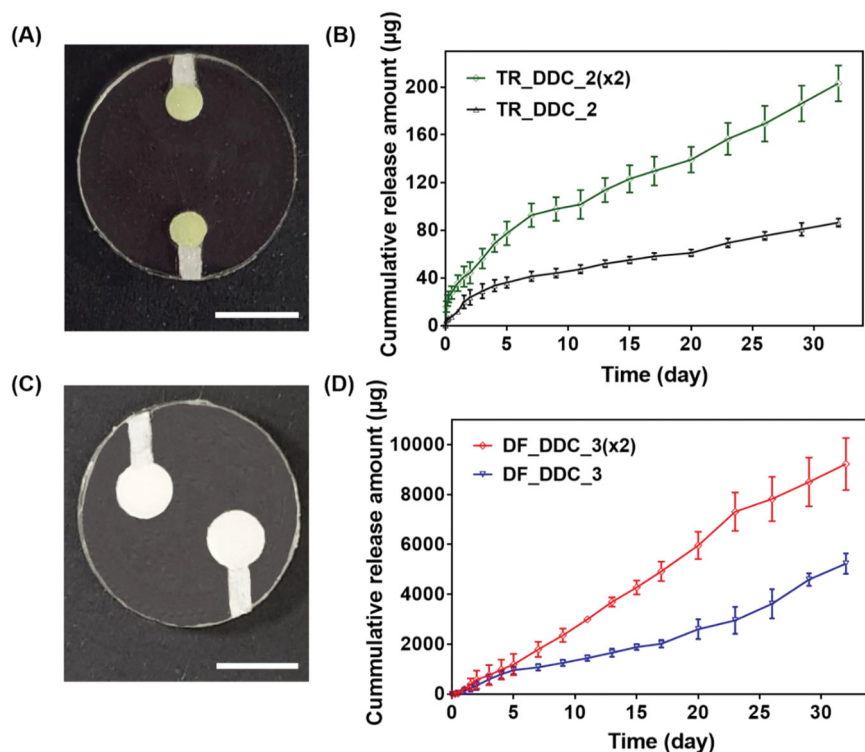 (A)
(B)
Cummulative release amount (µg)
200
160
120
80
40
0
TR_DDC_2(x2)
TR_DDC_2
0 5 10 15 20 25 30
Time (day)
(C)
(D)
Cummulative release amount (µg)
10000
8000
6000
4000
2000
0
DF_DDC_3(x2)
DF_DDC_3
0 5 10 15 20 25 30
Time (day)